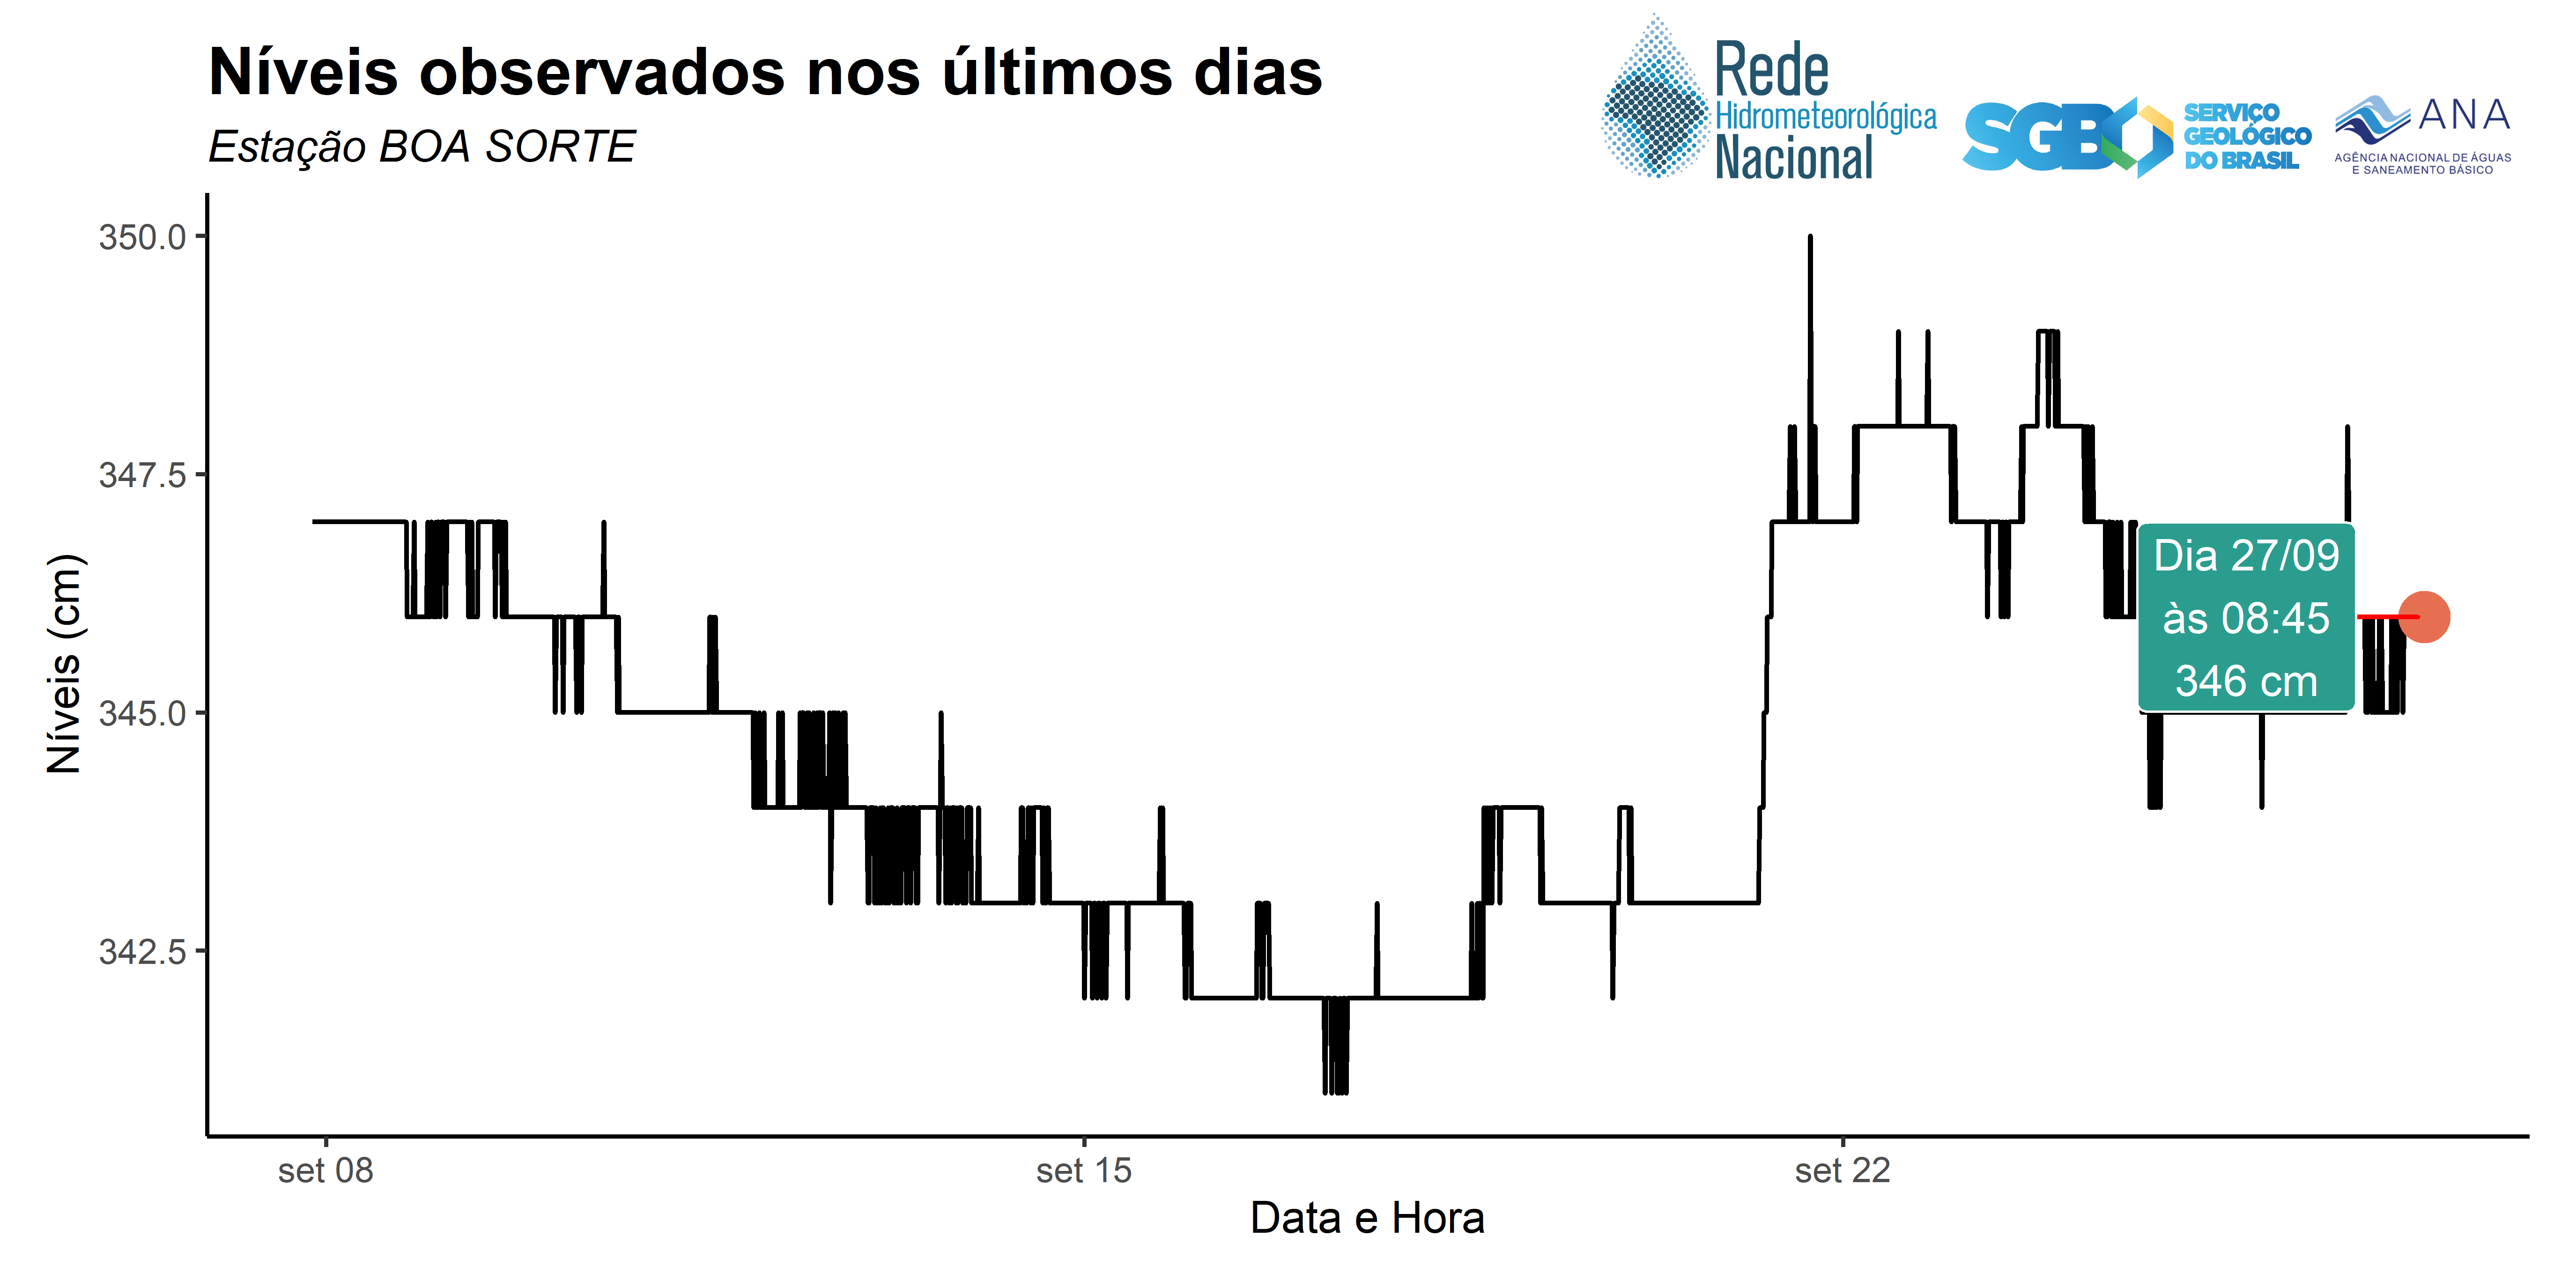 Níveis observados nos últimos dias
Estação BOA SORTE
Rede
Hidrometeorológica
Nacional
SGB
SERVIÇO
GEOLÓGICO
DO BRASIL
ANA
AGÊNCIA NACIONAL DE ÁGUAS
E SANEAMENTO BÁSICO
350.0
347.5
345.0
342.5
Níveis (cm)
Dia 27/09
às 08:45
346 cm
set 08
set 15
set 22
Data e Hora